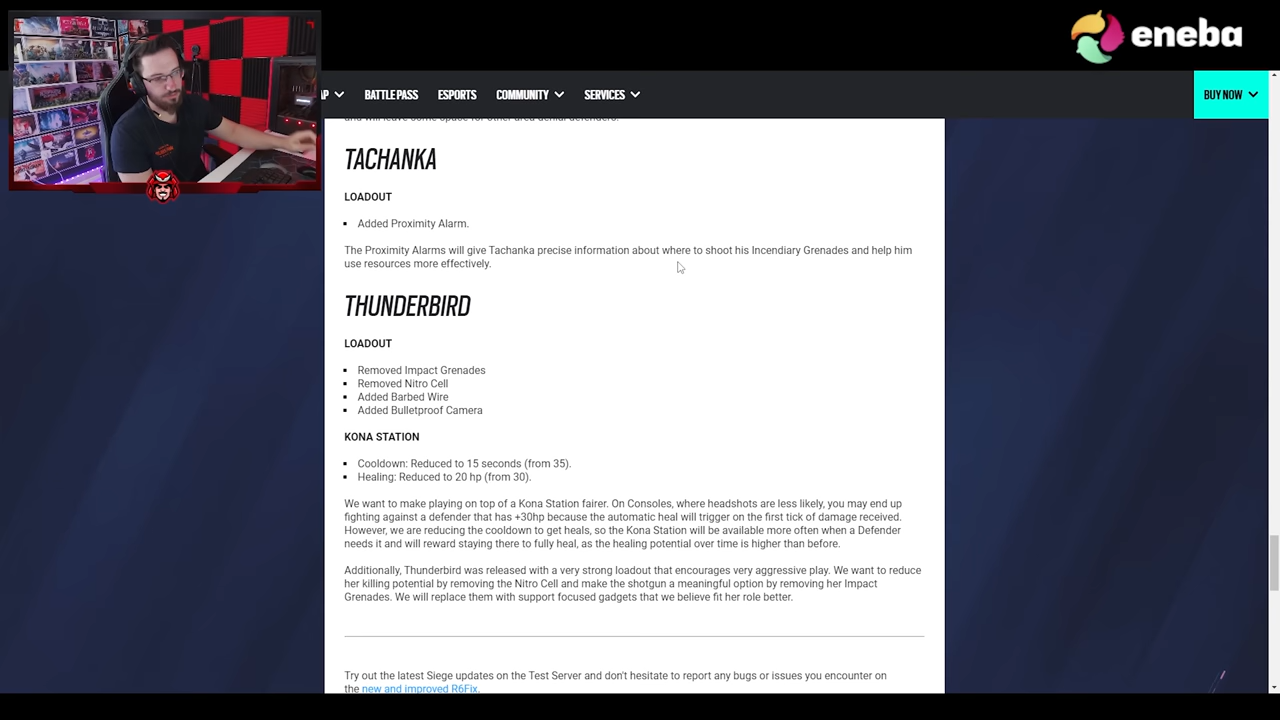 eneba
AP
BATTLE PASS
ESPORTS
COMMUNITY
SERVICES
BUY NOW
and will leave some space for other area denial defenders.
TACHANKA
LOADOUT
Added Proximity Alarm.
The Proximity Alarms will give Tachanka precise information about where to shoot his Incendiary Grenades and help him
use resources more effectively.
THUNDERBIRD
LOADOUT
Removed Impact Grenades
Removed Nitro Cell
Added Barbed Wire
Added Bulletproof Camera
KONA STATION
Cooldown: Reduced to 15 seconds (from 35).
Healing: Reduced to 20 hp (from 30).
We want to make playing on top of a Kona Station fairer. On Consoles, where headshots are less likely, you may end up
fighting against a defender that has +30hp because the automatic heal will trigger on the first tick of damage received.
However, we are reducing the cooldown to get heals, so the Kona Station will be available more often when a Defender
needs it and will reward staying there to fully heal, as the healing potential over time is higher than before.
Additionally, Thunderbird was released with a very strong loadout that encourages very aggressive play. We want to reduce
her killing potential by removing the Nitro Cell and make the shotgun a meaningful option by removing her Impact
Grenades. We will replace them with support focused gadgets that we believe fit her role better.
Try out the latest Siege updates on the Test Server and don't hesitate to report any bugs or issues you encounter on
the new and improved R6Fix.